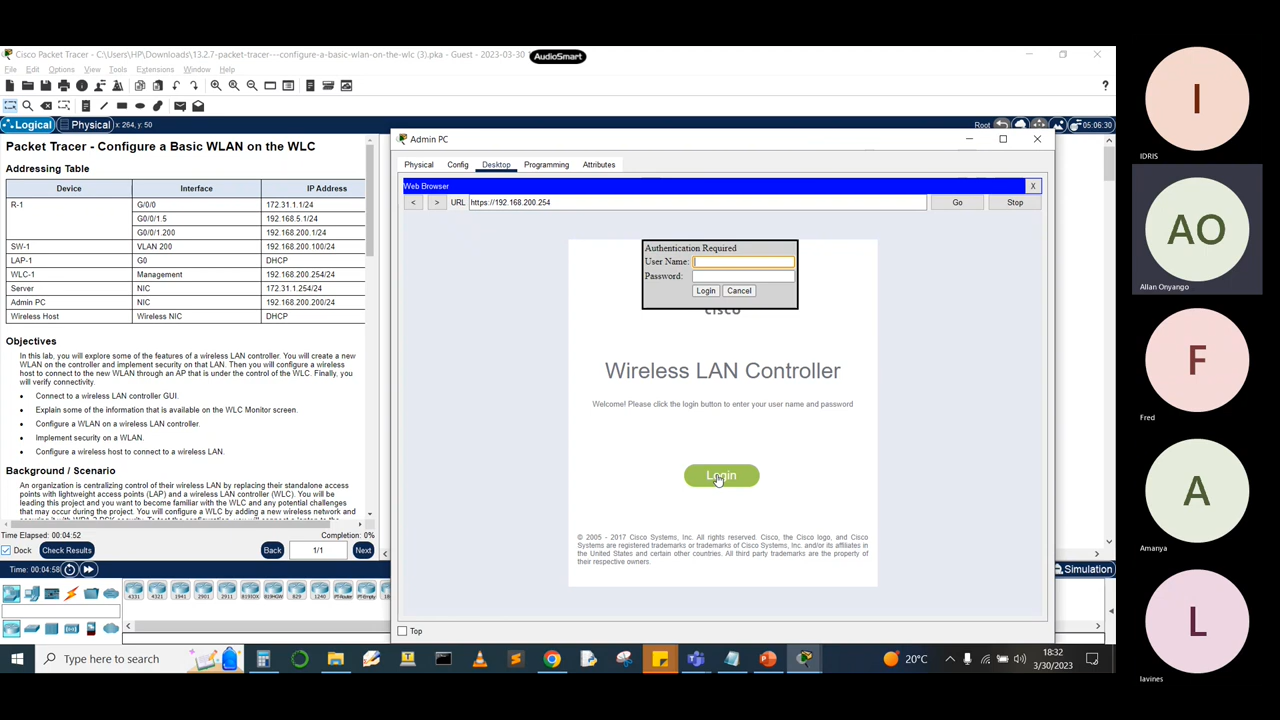 Cisco Packet Tracer - C:\Users\HP\Downloads\13.2.7-packet-tracer---configure-a-basic-wlan-on-the-wlc (3).pka - Guest - 2023-03-30
AudioSmart
File Edit Options View Tools Extensions Window Help
Logical Physical x: 264, y: 50
Root 05:06:30
Packet Tracer - Configure a Basic WLAN on the WLC
Addressing Table
Device Interface IP Address
R-1 G/0/0 172.31.1.1/24
G0/0/1.5 192.168.5.1/24
G0/0/1.200 192.168.200.1/24
SW-1 VLAN 200 192.168.200.100/24
LAP-1 G0 DHCP
WLC-1 Management 192.168.200.254/24
Server NIC 172.31.1.254/24
Admin PC NIC 192.168.200.200/24
Wireless Host Wireless NIC DHCP
Objectives
In this lab, you will explore some of the features of a wireless LAN controller. You will create a new
WLAN on the controller and implement security on that LAN. Then you will configure a wireless
host to connect to the new WLAN through an AP that is under the control of the WLC. Finally, you
will verify connectivity.
• Connect to a wireless LAN controller GUI.
• Explain some of the information that is available on the WLC Monitor screen.
• Configure a WLAN on a wireless LAN controller.
• Implement security on a WLAN.
• Configure a wireless host to connect to a wireless LAN.
Background / Scenario
An organization is centralizing control of their wireless LAN by replacing their standalone access
points with lightweight access points (LAP) and a wireless LAN controller (WLC). You will be
leading this project and you want to become familiar with the WLC and any potential challenges
that may occur during the project. You will configure a WLC by adding a new wireless network and
Time Elapsed: 00:04:52 Completion: 0%
Dock Check Results Back 1/1 Next
Time: 00:04:58
Simulation
4331 4321 1941 2901 2911 819IOX 819HGW 829 1240 PT-Router PT-Empty
Admin PC
Physical Config Desktop Programming Attributes
Web Browser X
< > URL https://192.168.200.254 Go Stop
Authentication Required
User Name:
Password:
Login Cancel
CISCO
Wireless LAN Controller
Welcome! Please click the login button to enter your user name and password
Login
© 2005 - 2017 Cisco Systems, Inc. All rights reserved. Cisco, the Cisco logo, and Cisco
Systems are registered trademarks or trademarks of Cisco Systems, Inc. and/or its affiliates in
the United States and certain other countries. All third party trademarks are the property of
their respective owners.
Top
Type here to search
20°C
18:32
3/30/2023
I
IDRIS
AO
Allan Onyango
F
Fred
A
Amanya
L
lavines